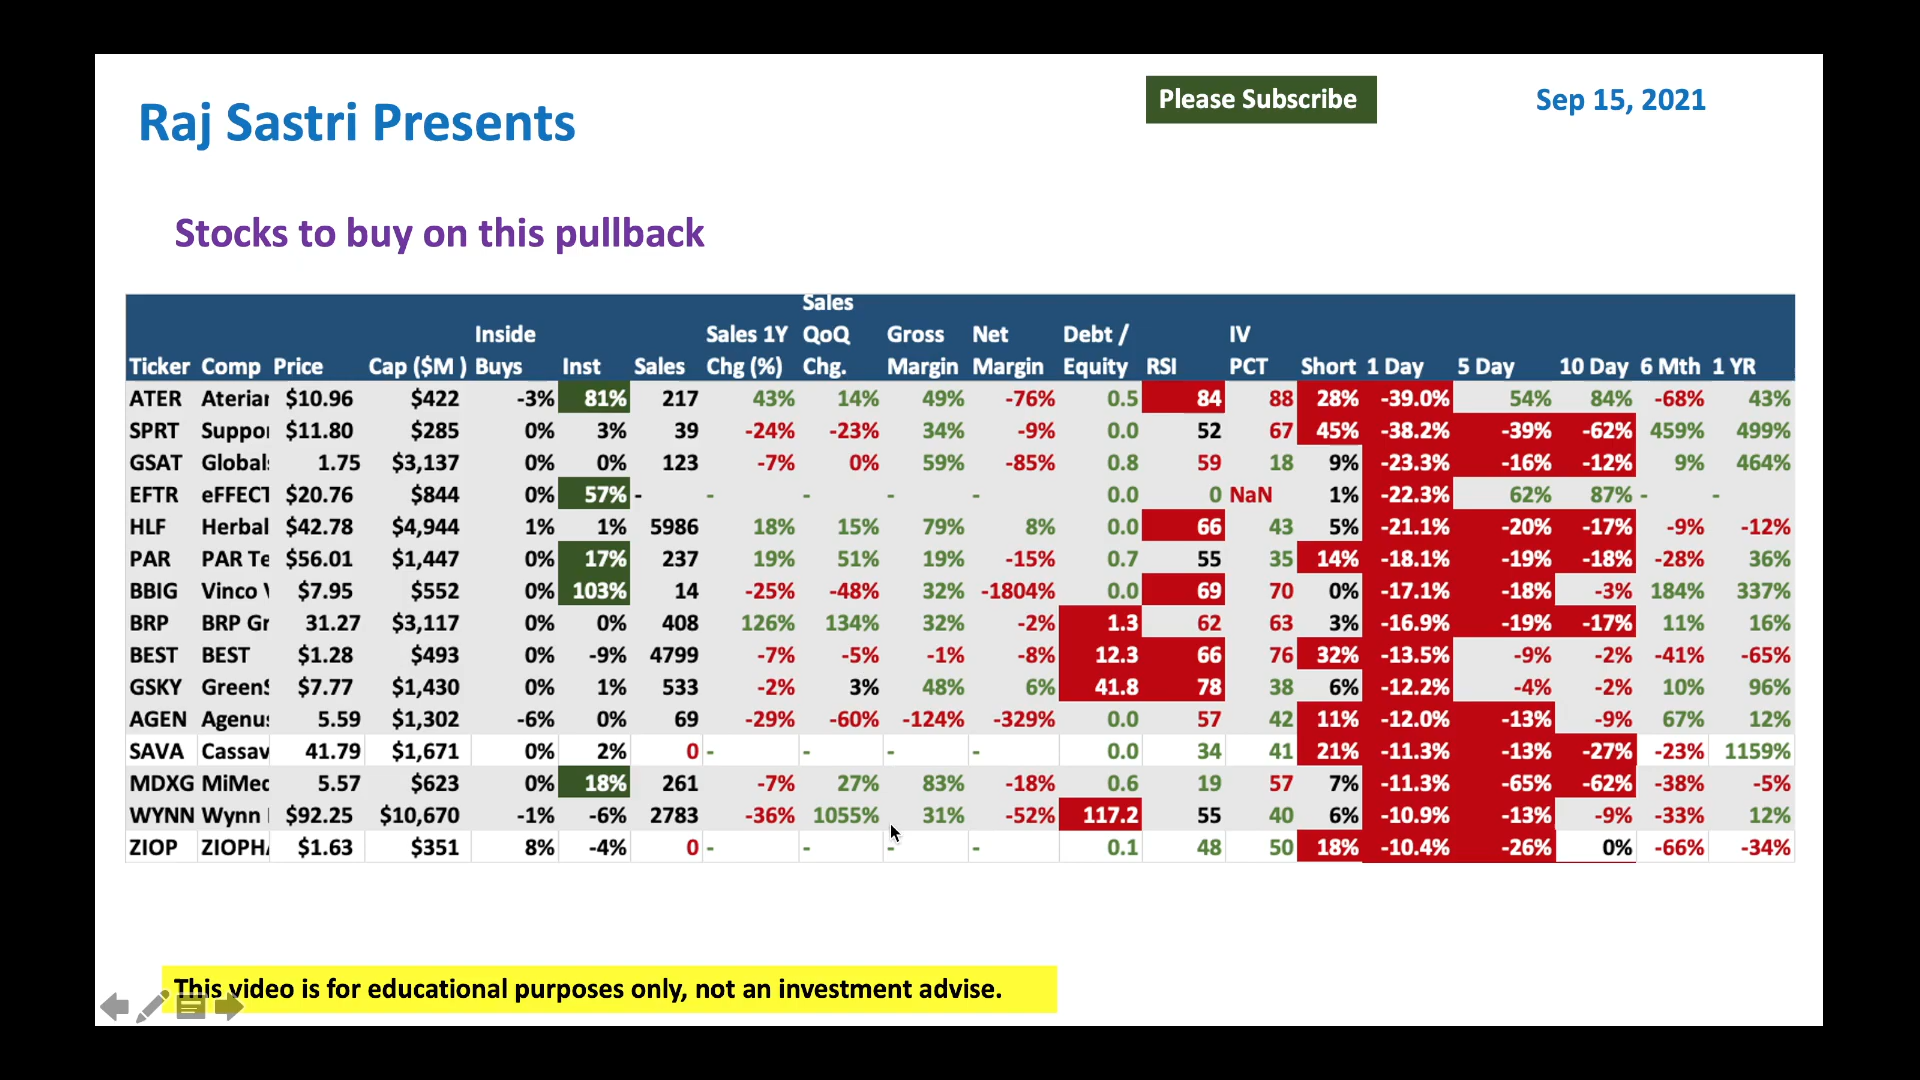 Raj Sastri Presents
Please Subscribe
Sep 15, 2021
Stocks to buy on this pullback
Ticker Comp Price Cap ($M ) Inside Buys Inst Sales Sales 1Y Chg (%) Sales QoQ Chg. Gross Margin Net Margin Debt / Equity RSI IV PCT Short 1 Day 5 Day 10 Day 6 Mth 1 YR
ATER Aterian $10.96 $422 -3% 81% 217 43% 14% 49% -76% 0.5 84 88 28% -39.0% 54% 84% -68% 43%
SPRT Suppor $11.80 $285 0% 3% 39 -24% -23% 34% -9% 0.0 52 67 45% -38.2% -39% -62% 459% 499%
GSAT Globals 1.75 $3,137 0% 0% 123 -7% 0% 59% -85% 0.8 59 18 9% -23.3% -16% -12% 9% 464%
EFTR eFFECT $20.76 $844 0% 57% - - - - - 0.0 0 NaN 1% -22.3% 62% 87% - -
HLF Herbal $42.78 $4,944 1% 1% 5986 18% 15% 79% 8% 0.0 66 43 5% -21.1% -20% -17% -9% -12%
PAR PAR Te $56.01 $1,447 0% 17% 237 19% 51% 19% -15% 0.7 55 35 14% -18.1% -19% -18% -28% 36%
BBIG Vinco V $7.95 $552 0% 103% 14 -25% -48% 32% -1804% 0.0 69 70 0% -17.1% -18% -3% 184% 337%
BRP BRP Gr 31.27 $3,117 0% 0% 408 126% 134% 32% -2% 1.3 62 63 3% -16.9% -19% -17% 11% 16%
BEST BEST $1.28 $493 0% -9% 4799 -7% -5% -1% -8% 12.3 66 76 32% -13.5% -9% -2% -41% -65%
GSKY GreenS $7.77 $1,430 0% 1% 533 -2% 3% 48% 6% 41.8 78 38 6% -12.2% -4% -2% 10% 96%
AGEN Agenus 5.59 $1,302 -6% 0% 69 -29% -60% -124% -329% 0.0 57 42 11% -12.0% -13% -9% 67% 12%
SAVA Cassav 41.79 $1,671 0% 2% 0 - - - - 0.0 34 41 21% -11.3% -13% -27% -23% 1159%
MDXG MiMed 5.57 $623 0% 18% 261 -7% 27% 83% -18% 0.6 19 57 7% -11.3% -65% -62% -38% -5%
WYNN Wynn $92.25 $10,670 -1% -6% 2783 -36% 1055% 31% -52% 117.2 55 40 6% -10.9% -13% -9% -33% 12%
ZIOP ZIOPHA $1.63 $351 8% -4% 0 - - - - 0.1 48 50 18% -10.4% -26% 0% -66% -34%
This video is for educational purposes only, not an investment advise.